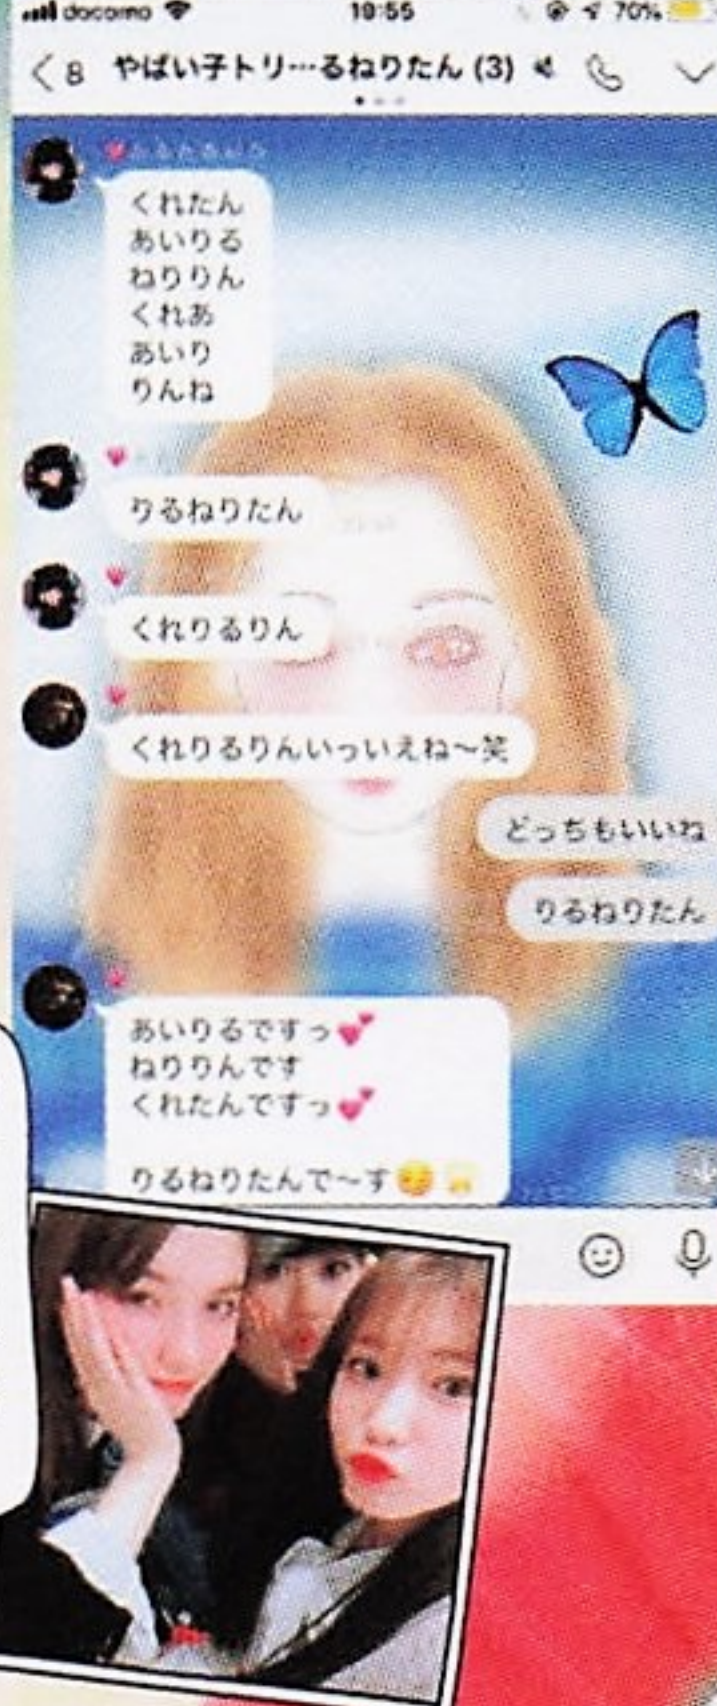 docomo 19:55 70%
8 やばい子トリ…るねりたん (3)
くれたん
あいりる
ねりりん
くれあ
あいり
りんね
りるねりたん
くれりるりん
くれりるりんいっいえね〜笑
どっちもいいね
りるねりたん
あいりるですっ💕
ねりりんです
くれたんですっ💕
りるねりたんで〜す